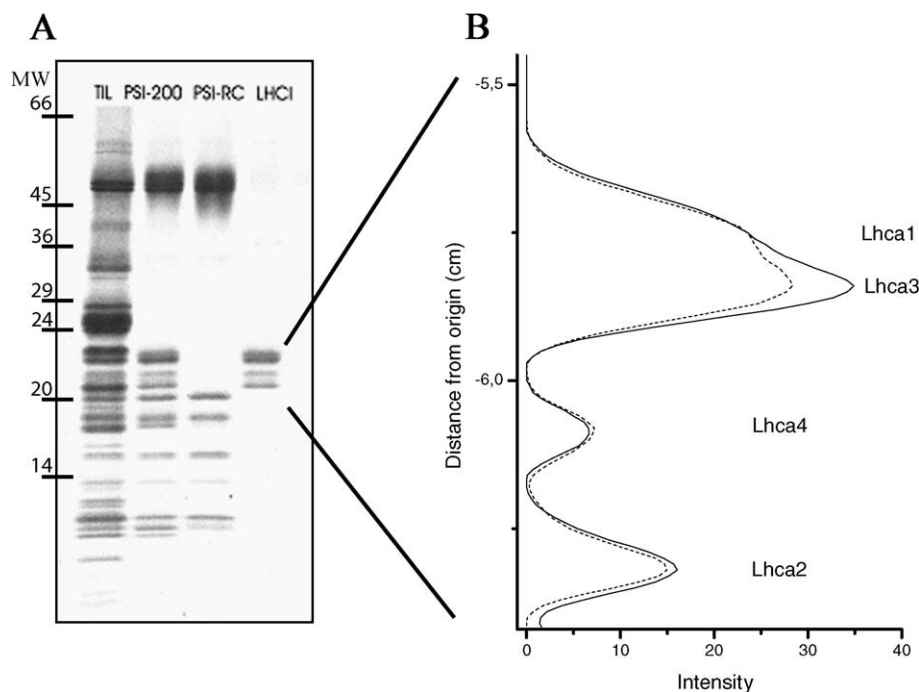 A
MW
TIL PSI-200 PSI-RC LHCI
66
45
36
29
24
20
14
B
Distance from origin (cm)
-5,5
-6,0
Lhca1
Lhca3
Lhca4
Lhca2
0 10 20 30 40
Intensity